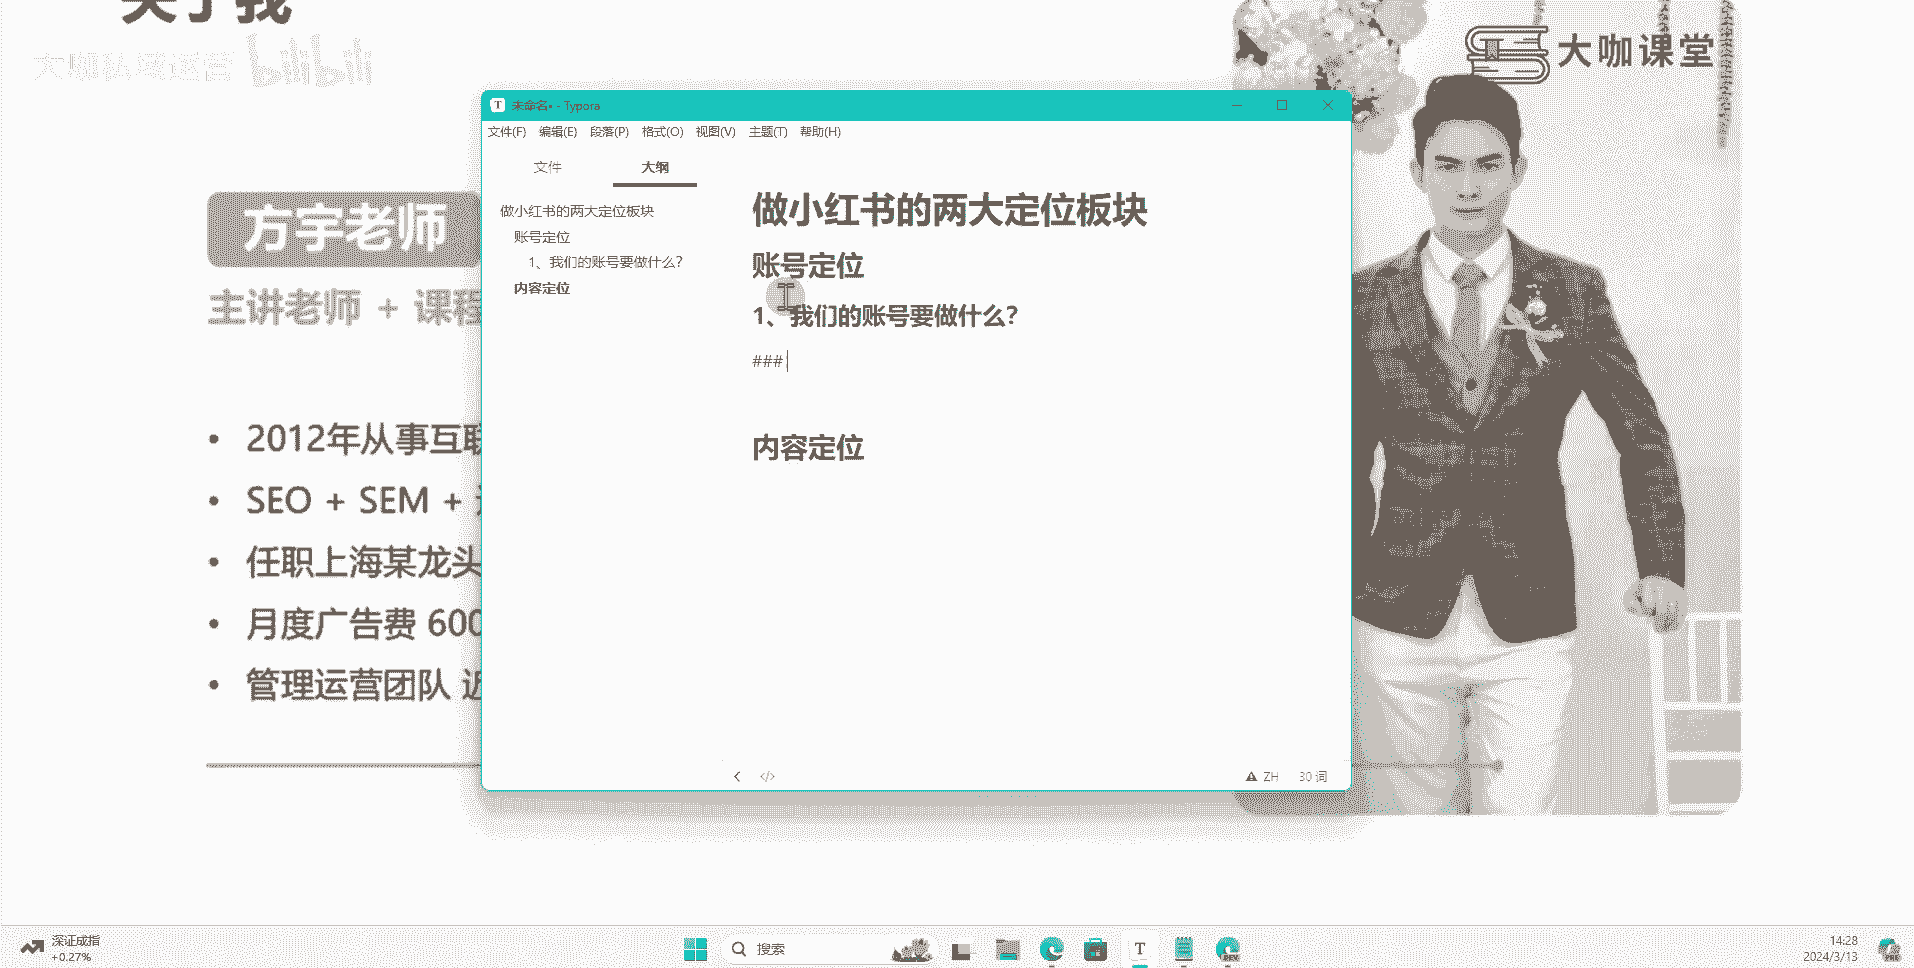 关于我
大咖私域运营 bilibili
大咖课堂
方宇老师
主讲老师 + 课程
2012年从事互联
SEO + SEM +
任职上海某龙头
月度广告费 600
管理运营团队 近
未命名• - Typora
文件(F) 编辑(E) 段落(P) 格式(O) 视图(V) 主题(T) 帮助(H)
文件 大纲
做小红书的两大定位板块
账号定位
1、我们的账号要做什么？
内容定位
做小红书的两大定位板块
账号定位
1、我们的账号要做什么？
###
内容定位
</> ZH 30 词
深证成指
+0.27%
搜索
T
PRE
14:28
2024/3/13